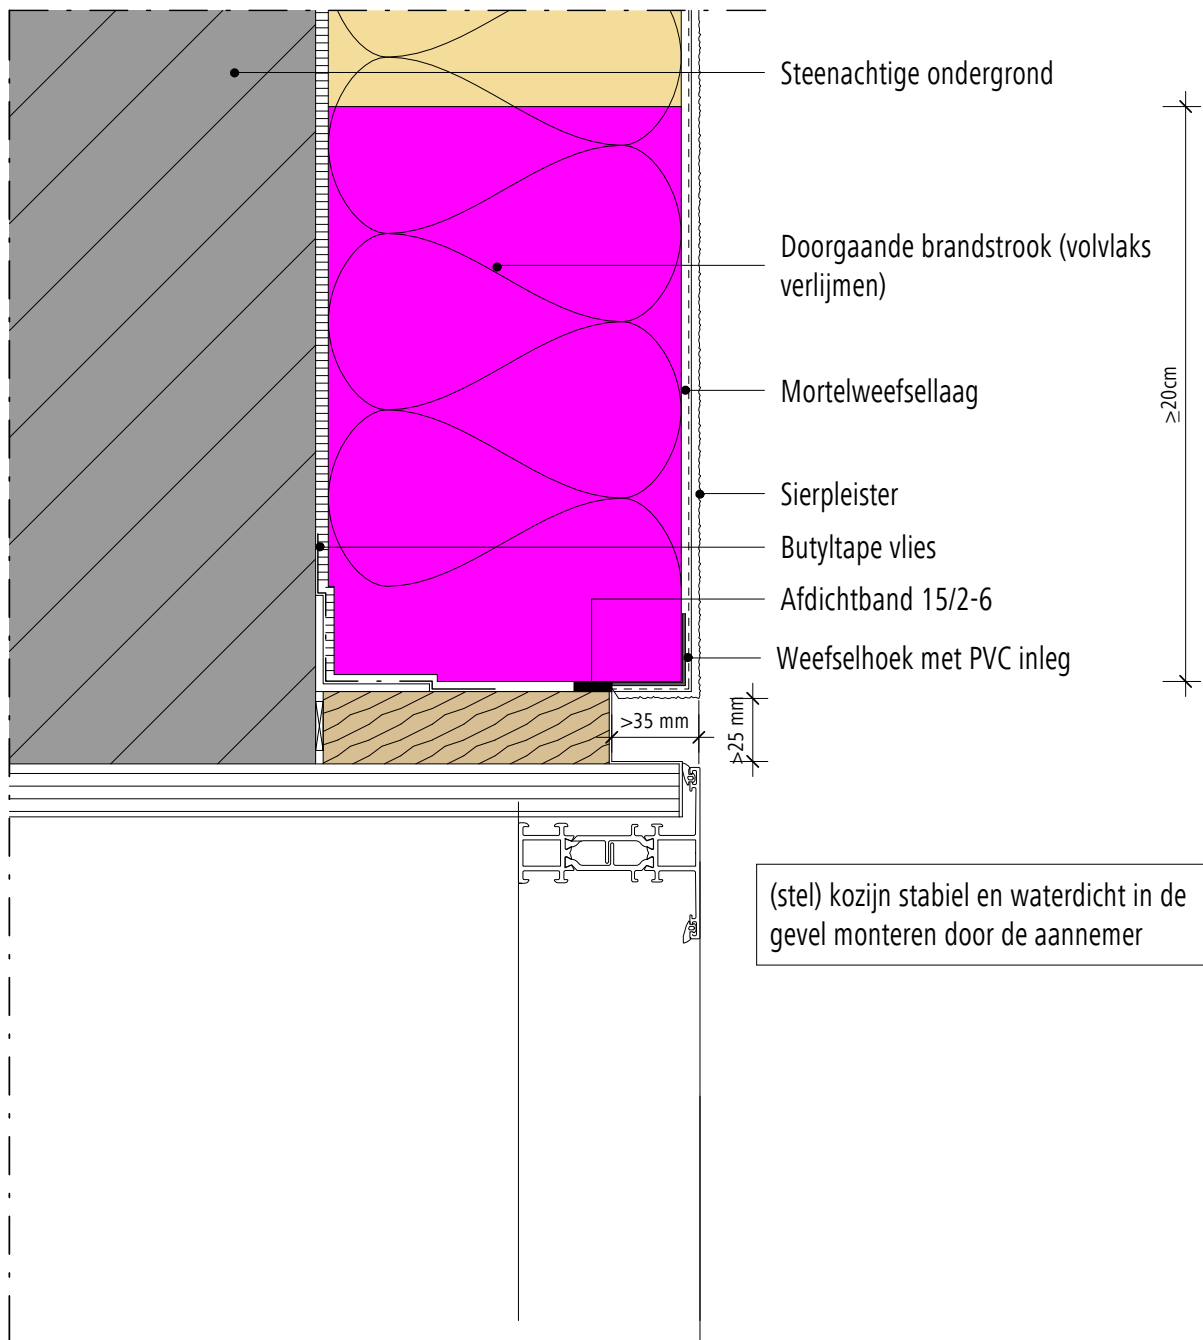 Steenachtige ondergrond
Doorgaande brandstrook (volvlaks
verlijmen)
Mortelweefsellaag
≥20cm
Sierpleister
Butyltape vlies
Afdichtband 15/2-6
Weefselhoek met PVC inleg
>35 mm
>25 mm
(stel) kozijn stabiel en waterdicht in de
gevel monteren door de aannemer